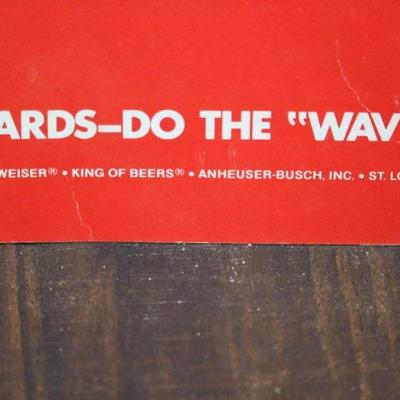 ARDS–DO THE "WAV
WEISER® • KING OF BEERS® • ANHEUSER-BUSCH, INC. • ST. LO